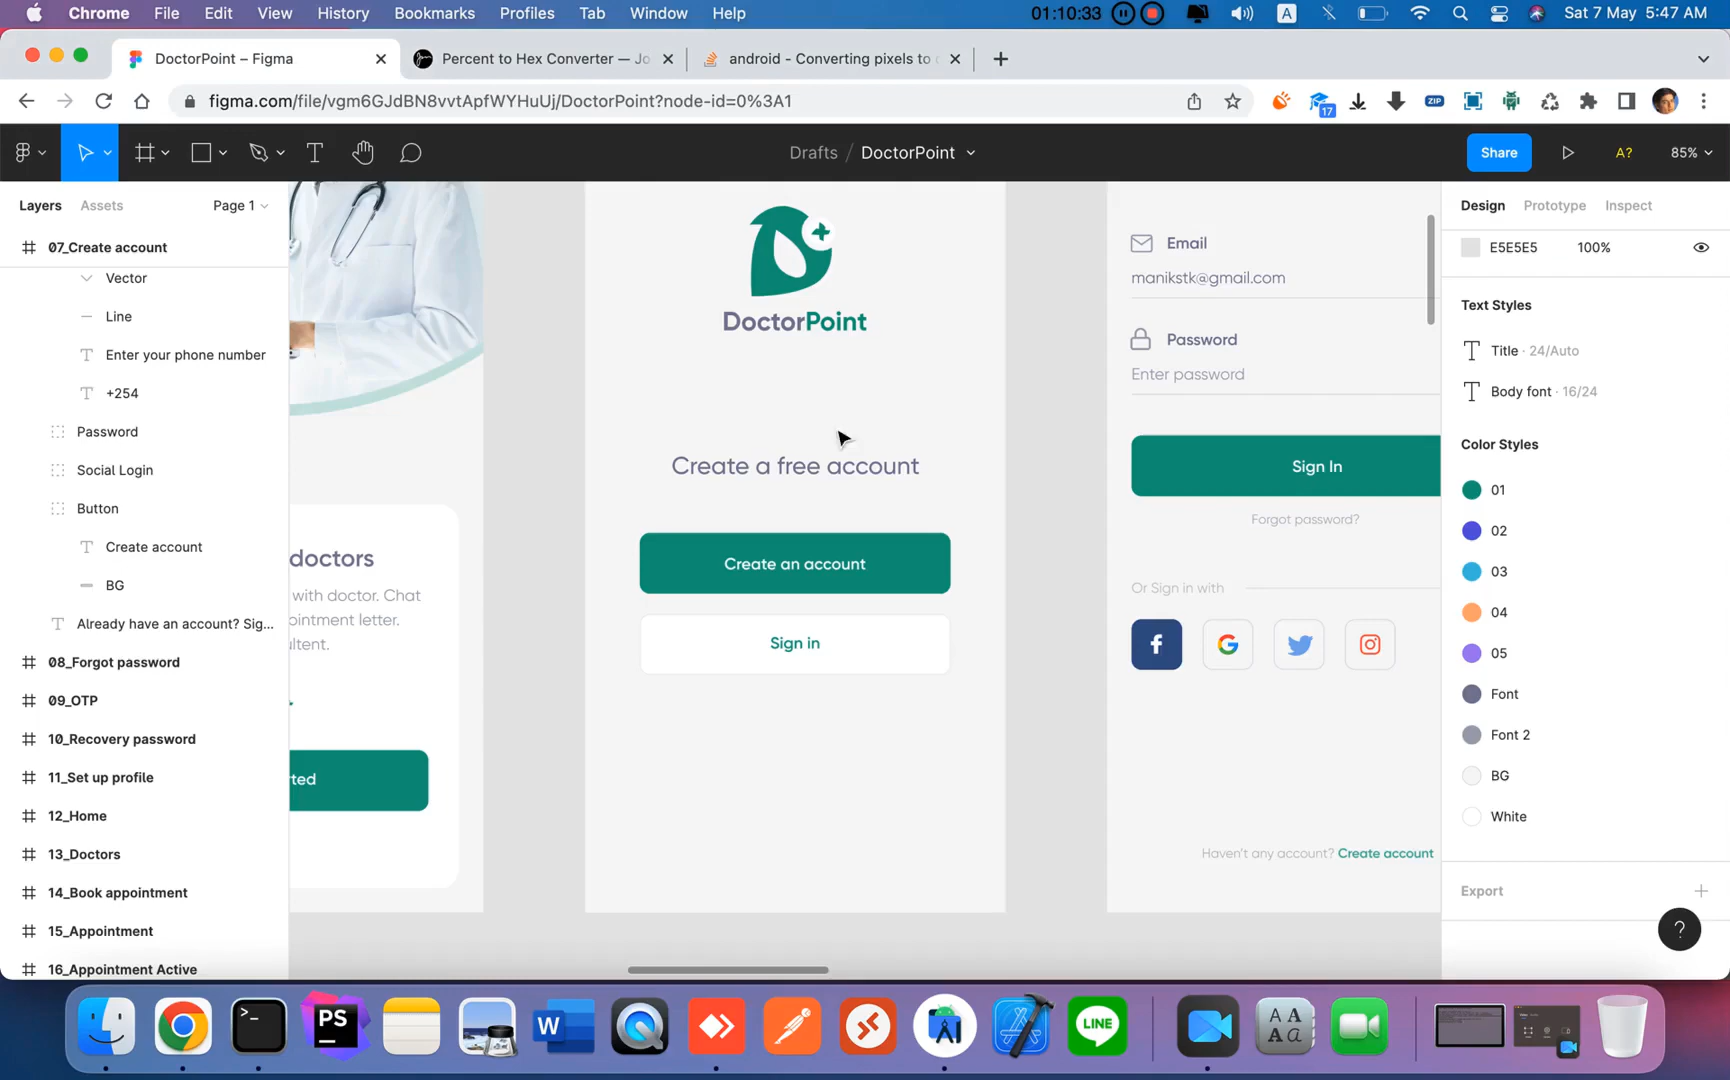 Chrome File Edit View History Bookmarks Profiles Tab Window Help 01:10:33 A Sat 7 May 5:47 AM
DoctorPoint – Figma
Percent to Hex Converter — Jo
android - Converting pixels to
figma.com/file/vgm6GJdBN8vvtApfWYHuUj/DoctorPoint?node-id=0%3A1
ZIP
17
Drafts / DoctorPoint
Share
A?
85%
Layers Assets Page 1
07_Create account
Vector
Line
Enter your phone number
+254
Password
Social Login
Button
Create account
BG
Already have an account? Sig...
08_Forgot password
09_OTP
10_Recovery password
11_Set up profile
12_Home
13_Doctors
14_Book appointment
15_Appointment
16_Appointment Active
doctors
with doctor. Chat
ointment letter.
ultent.
rted
DoctorPoint
Create a free account
Create an account
Sign in
Email
manikstk@gmail.com
Password
Enter password
Sign In
Forgot password?
Or Sign in with
f G
Haven't any account? Create account
Design Prototype Inspect
E5E5E5 100%
Text Styles
Title · 24/Auto
Body font · 16/24
Color Styles
01
02
03
04
05
Font
Font 2
BG
White
Export
?
>_
PS
W
LINE
A A
A a